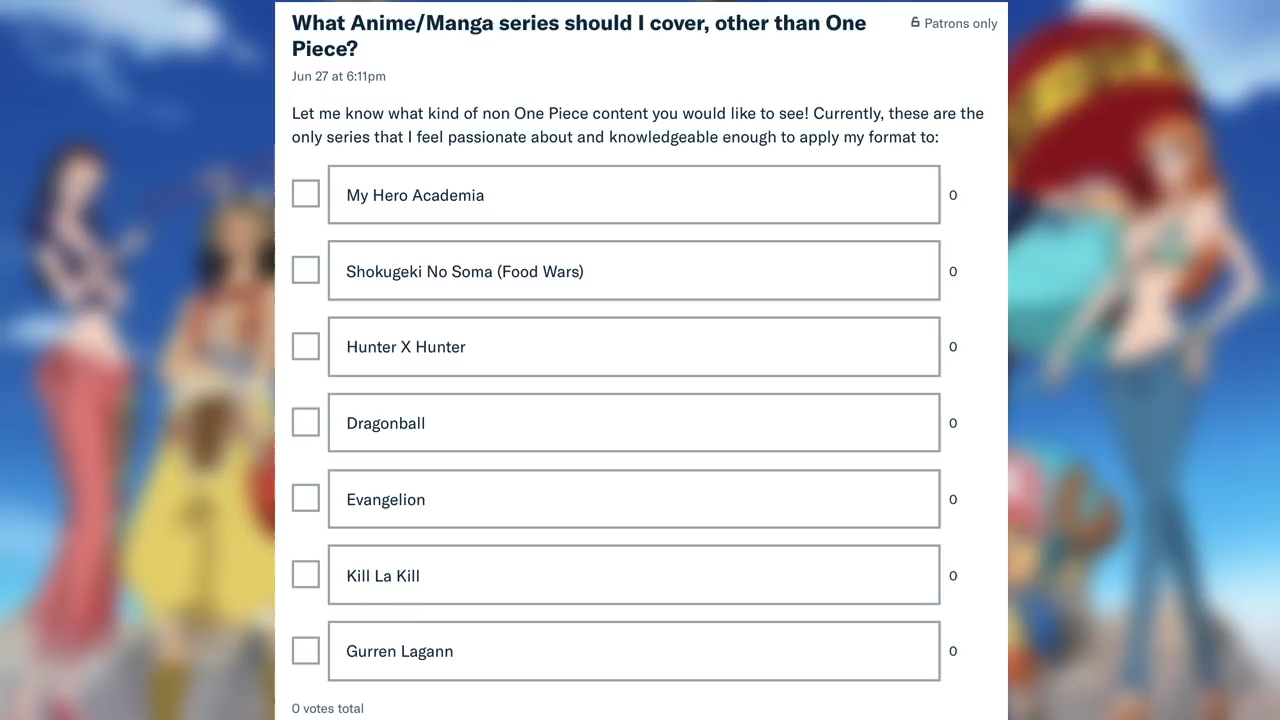 What Anime/Manga series should I cover, other than One
Piece?
Patrons only
Jun 27 at 6:11pm
Let me know what kind of non One Piece content you would like to see! Currently, these are the
only series that I feel passionate about and knowledgeable enough to apply my format to:
My Hero Academia 0
Shokugeki No Soma (Food Wars) 0
Hunter X Hunter 0
Dragonball 0
Evangelion 0
Kill La Kill 0
Gurren Lagann 0
0 votes total